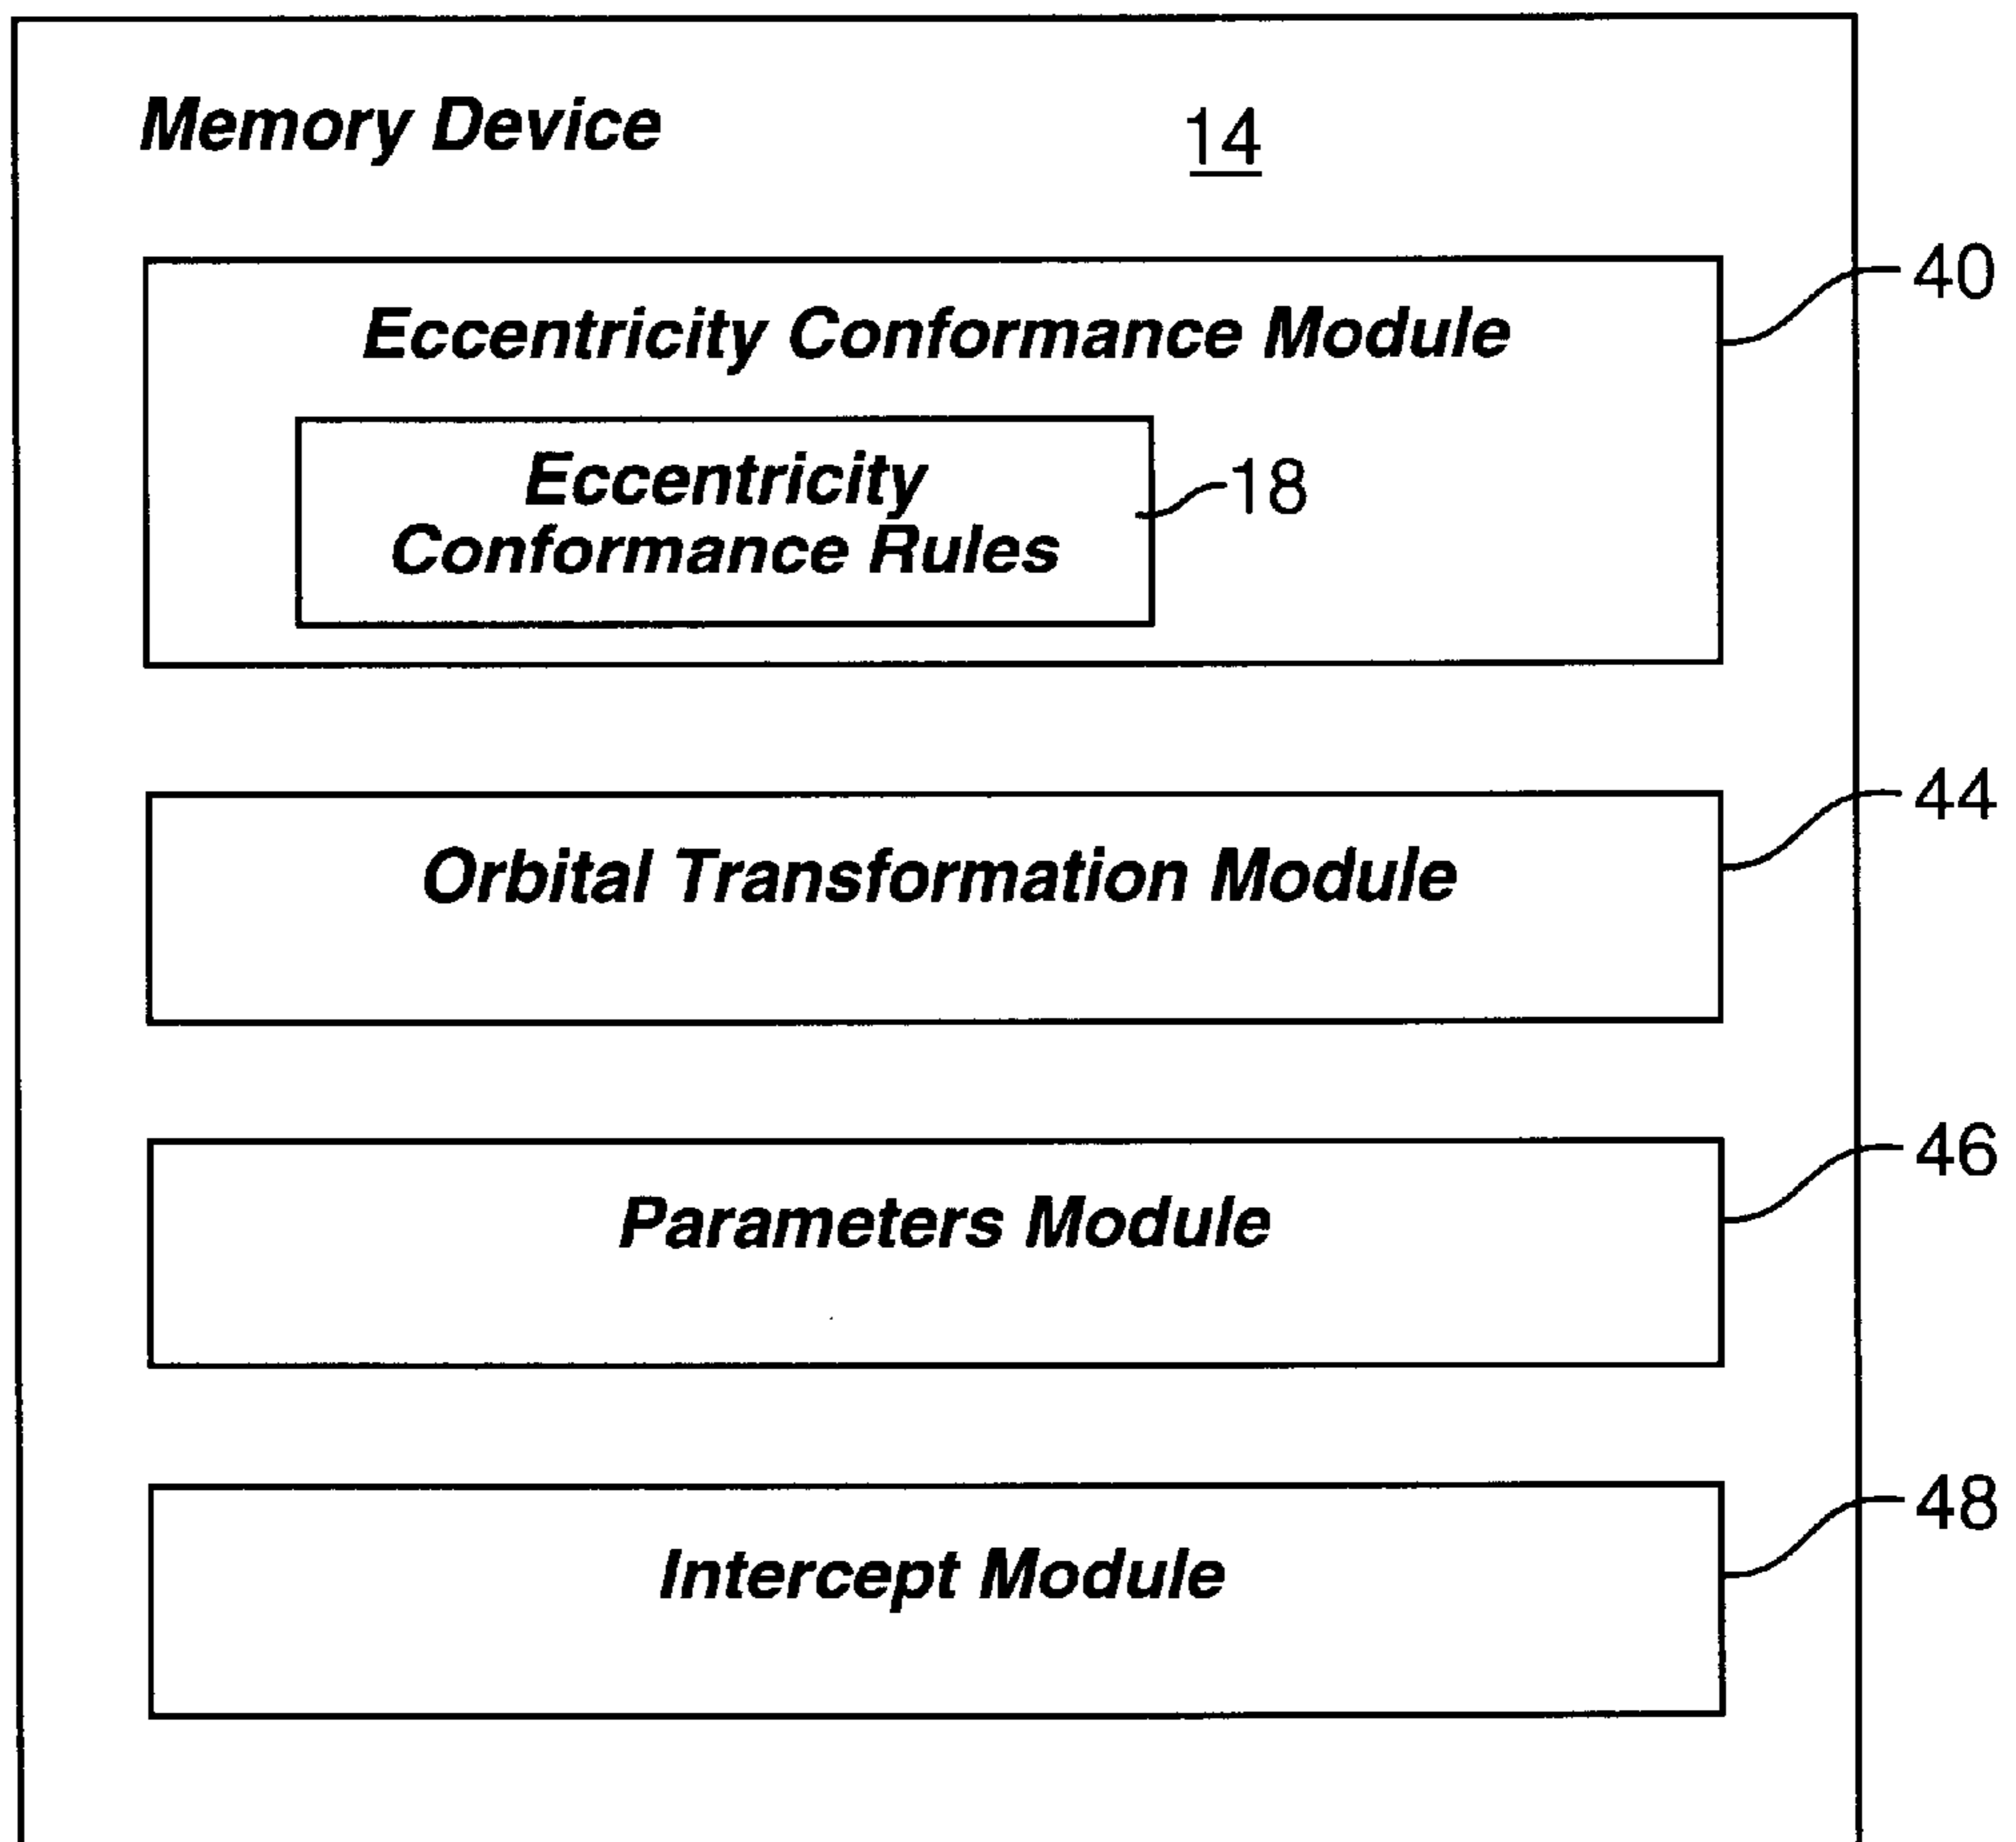 Memory Device 14
40
Eccentricity Conformance Module
Eccentricity
Conformance Rules
18
44
Orbital Transformation Module
46
Parameters Module
48
Intercept Module